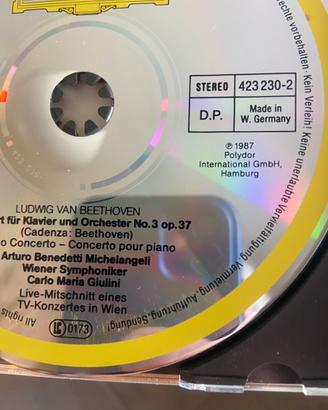 STEREO 423 230-2
D.P. Made in
W. Germany
℗ 1987
Polydor
International GmbH,
Hamburg
LUDWIG VAN BEETHOVEN
t für Klavier und Orchester No.3 op.37
(Cadenza: Beethoven)
o Concerto – Concerto pour piano
Arturo Benedetti Michelangeli
Wiener Symphoniker
Carlo Maria Giulini
Live-Mitschnitt eines
TV-Konzertes in Wien
LC 0173
echte vorbehalten · Kein Verleih! Keine unerlaubte Vervielfältigung, Vermietung, Aufführung, Sendung!
All rights